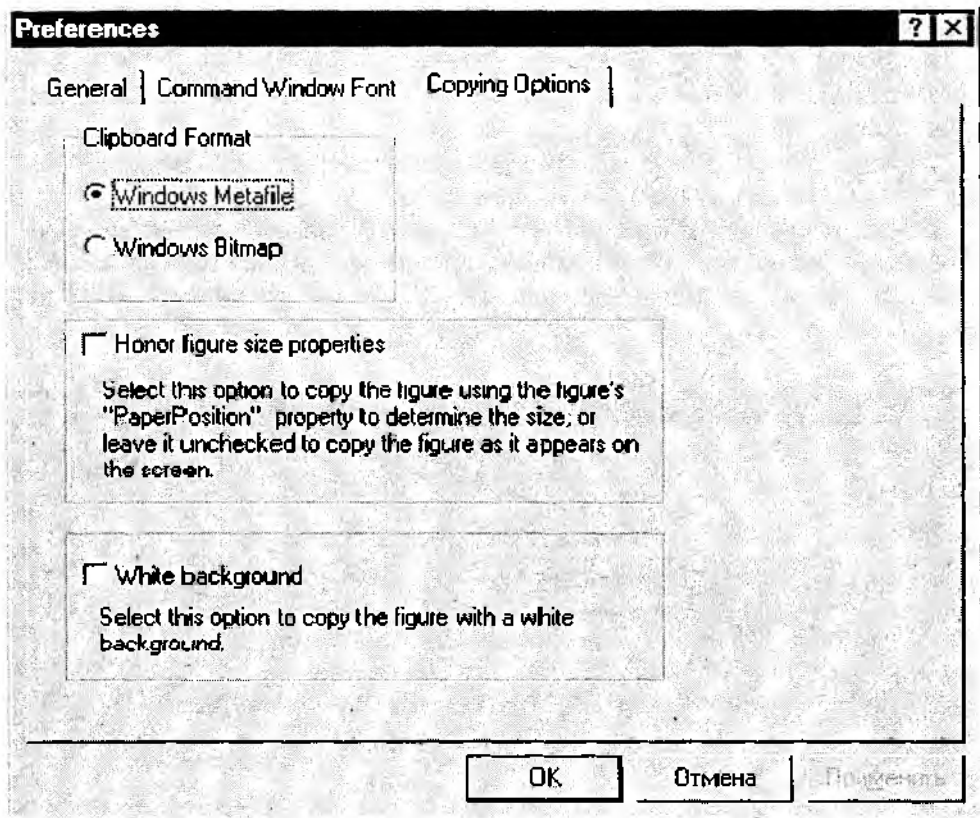 Preferences
General Command Window Font Copying Options
Clipboard Format
Windows Metafile
Windows Bitmap
Honor figure size properties
Select this option to copy the figure using the figure's
"PaperPosition" property to determine the size, or
leave it unchecked to copy the figure as it appears on
the screen.
White background
Select this option to copy the figure with a white
background.
OK Отмена Применить